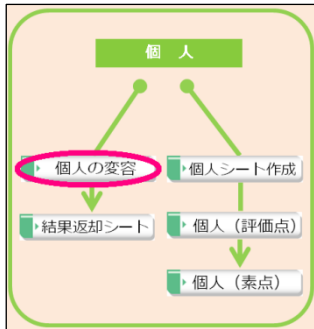 個 人
個人の変容
個人シート作成
結果返却シート
個人（評価点）
個人（素点）